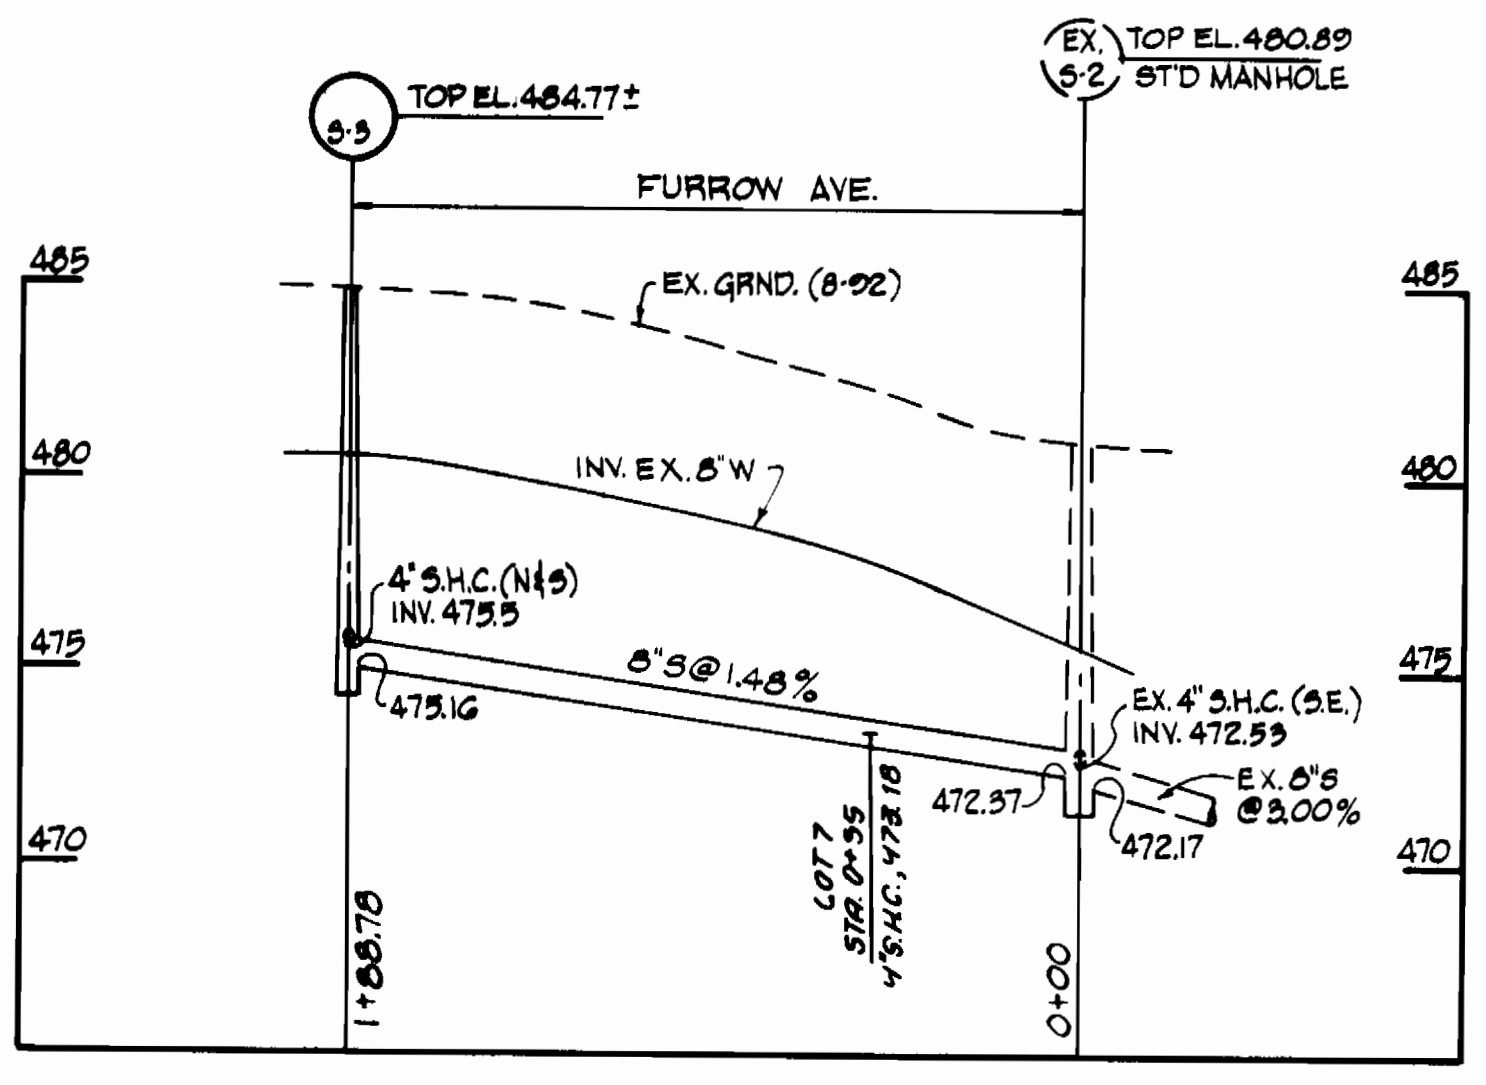 EX. TOP EL. 480.89
S-2 ST'D MANHOLE
TOP EL. 484.77±
S-3
FURROW AVE.
485
485
EX. GRND. (8-92)
480
480
INV. EX. 8" W
4" S.H.C. (N&S)
INV. 475.5
475
475
8" S @ 1.48%
475.16
EX. 4" S.H.C. (S.E.)
INV. 472.53
EX. 8" S
@ 3.00%
472.37
472.17
470
470
LOT 7
STA. 0+55
4" S.H.C., 473.18
1+88.78
0+00